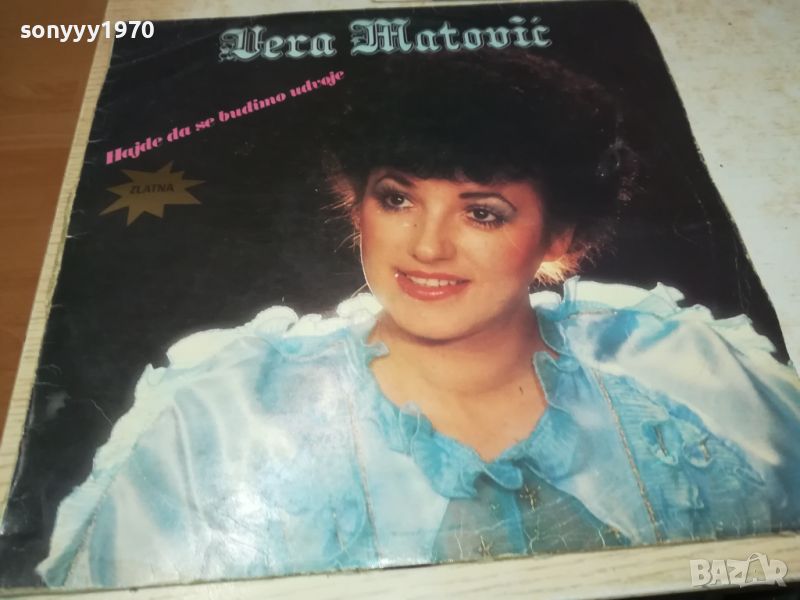 sonyyy1970
Vera Matović
Hajde da se budimo udvoje
ZLATNA
BAZAR